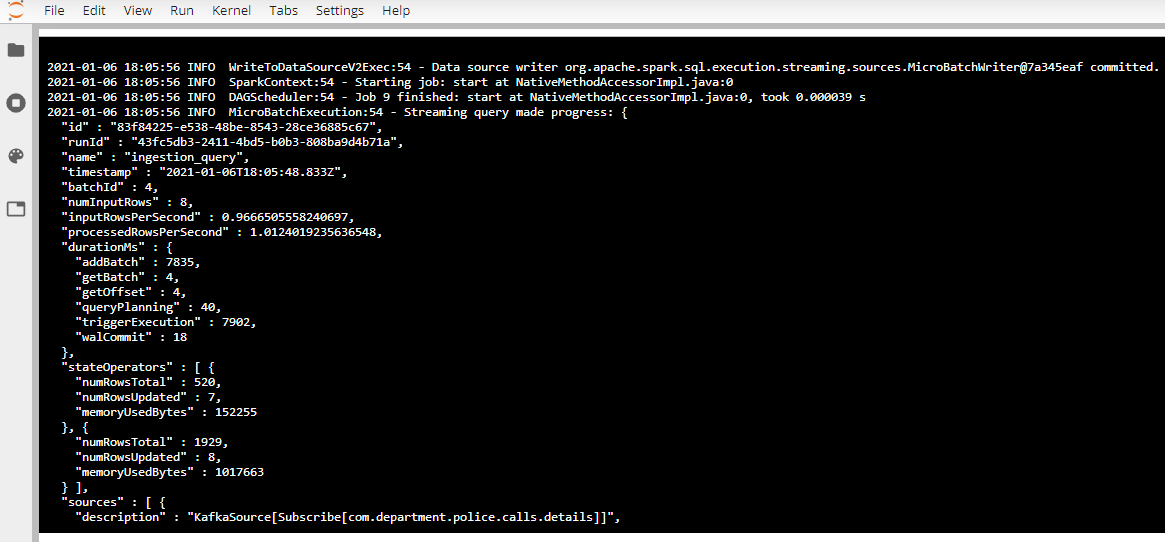 File Edit View Run Kernel Tabs Settings Help
2021-01-06 18:05:56 INFO  WriteToDataSourceV2Exec:54 - Data source writer org.apache.spark.sql.execution.streaming.sources.MicroBatchWriter@7a345eaf committed.
2021-01-06 18:05:56 INFO  SparkContext:54 - Starting job: start at NativeMethodAccessorImpl.java:0
2021-01-06 18:05:56 INFO  DAGScheduler:54 - Job 9 finished: start at NativeMethodAccessorImpl.java:0, took 0.000039 s
2021-01-06 18:05:56 INFO  MicroBatchExecution:54 - Streaming query made progress: {
  "id" : "83f84225-e538-48be-8543-28ce36885c67",
  "runId" : "43fc5db3-2411-4bd5-b0b3-808ba9d4b71a",
  "name" : "ingestion_query",
  "timestamp" : "2021-01-06T18:05:48.833Z",
  "batchId" : 4,
  "numInputRows" : 8,
  "inputRowsPerSecond" : 0.9666505558240697,
  "processedRowsPerSecond" : 1.0124019235636548,
  "durationMs" : {
    "addBatch" : 7835,
    "getBatch" : 4,
    "getOffset" : 4,
    "queryPlanning" : 40,
    "triggerExecution" : 7902,
    "walCommit" : 18
  },
  "stateOperators" : [ {
    "numRowsTotal" : 520,
    "numRowsUpdated" : 7,
    "memoryUsedBytes" : 152255
  }, {
    "numRowsTotal" : 1929,
    "numRowsUpdated" : 8,
    "memoryUsedBytes" : 1017663
  } ],
  "sources" : [ {
    "description" : "KafkaSource[Subscribe[com.department.police.calls.details]]",